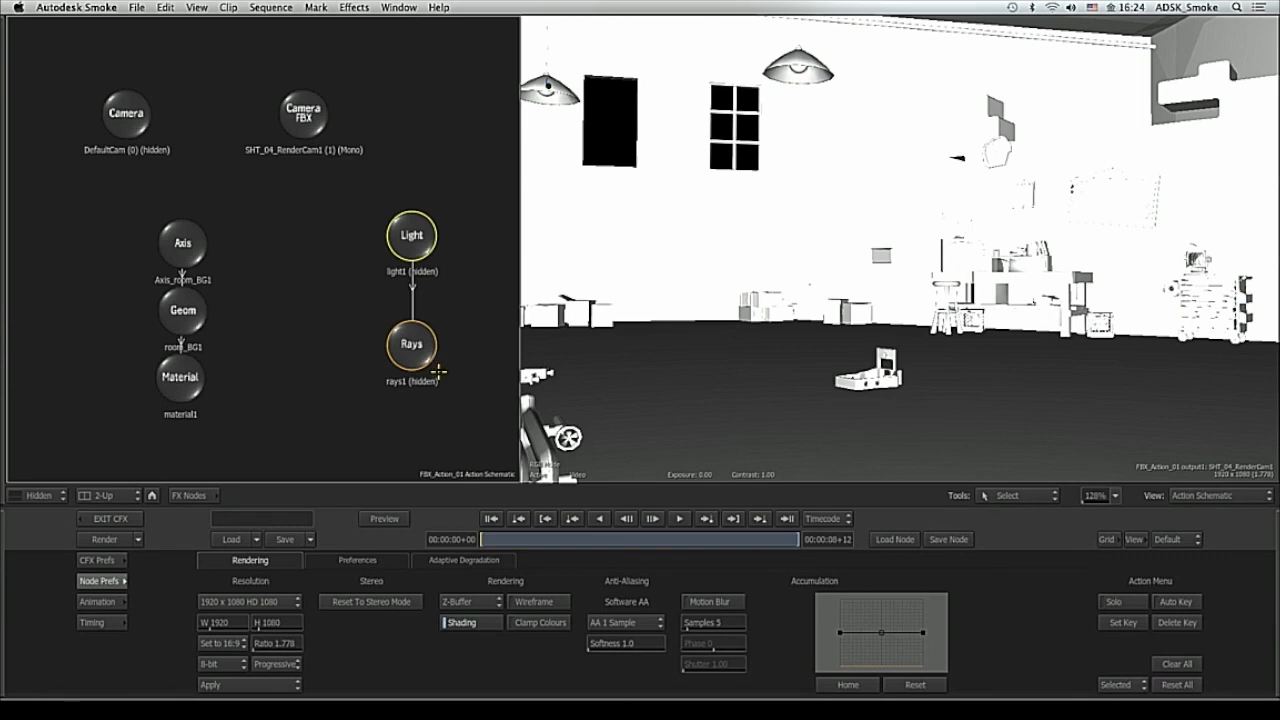 Autodesk Smoke File Edit View Clip Sequence Mark Effects Window Help 金 16:24 ADSK_Smoke
Camera
DefaultCam (0) (hidden)
Camera
FBX
SHT_04_RenderCam1 (1) (Mono)
Axis
Axis_room_BG1
Geom
room_BG1
Material
material1
Light
light1 (hidden)
Rays
rays1 (hidden)
FBX_Action_01 Action Schematic
Video
Exposure: 0.00 Contrast: 1.00
FBX_Action_01 output1: SHT_04_RenderCam1
1920 x 1080 (1.778)
Hidden 2-Up FX Nodes Tools: Select 128% View: Action Schematic
EXIT CFX Preview Timecode
Render Load Save 00:00:00+00 00:00:08+12 Load Node Save Node Grid View Default
CFX Prefs Rendering Preferences Adaptive Degradation
Node Prefs Resolution Stereo Rendering Anti-Aliasing Accumulation Action Menu
Animation 1920 x 1080 HD 1080 Reset To Stereo Mode Z-Buffer Wireframe Software AA Motion Blur Solo Auto Key
Timing W 1920 H 1080 Shading Clamp Colours AA 1 Sample Samples 5 Set Key Delete Key
Set to 16:9 Ratio 1.778 Softness 1.0 Phase 0
8-bit Progressive Shutter 1.00 Clear All
Apply Home Reset Selected Reset All